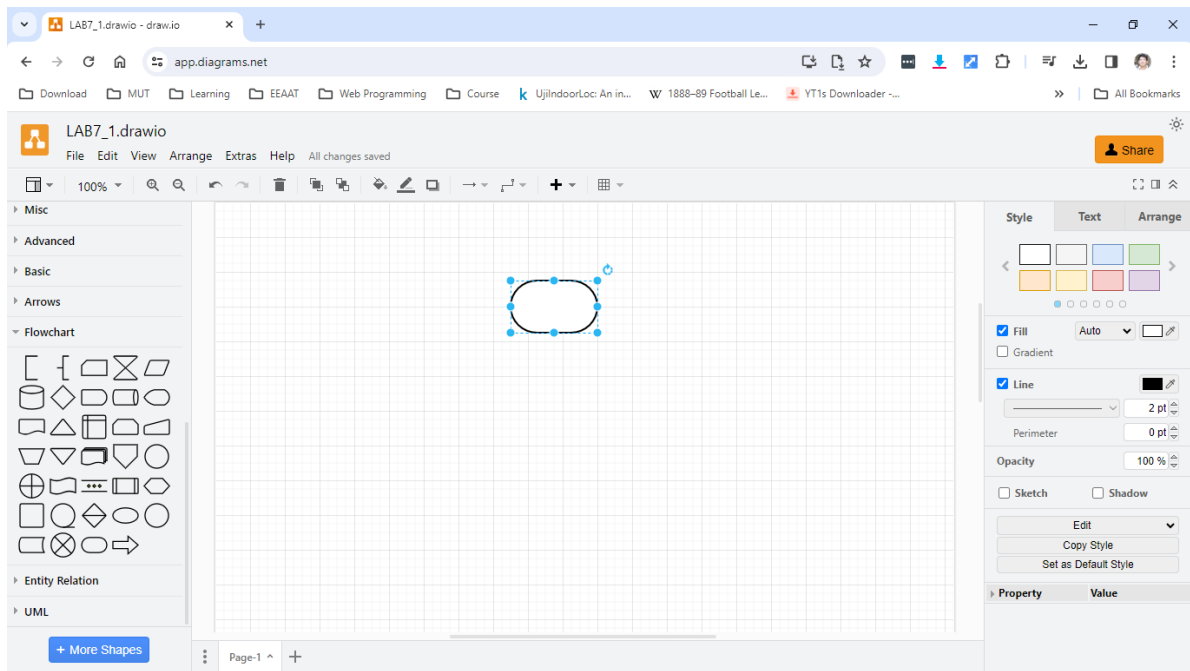 LAB7_1.drawio - draw.io
app.diagrams.net
Download MUT Learning EEAAT Web Programming Course UjiIndoorLoc: An in... W 1888–89 Football Le... YT1s Downloader -... » All Bookmarks
LAB7_1.drawio
File Edit View Arrange Extras Help All changes saved
Share
100%
Misc
Advanced
Basic
Arrows
Flowchart
Entity Relation
UML
+ More Shapes
Page-1
Style Text Arrange
Fill Auto
Gradient
Line
2 pt
Perimeter 0 pt
Opacity 100 %
Sketch Shadow
Edit
Copy Style
Set as Default Style
Property Value